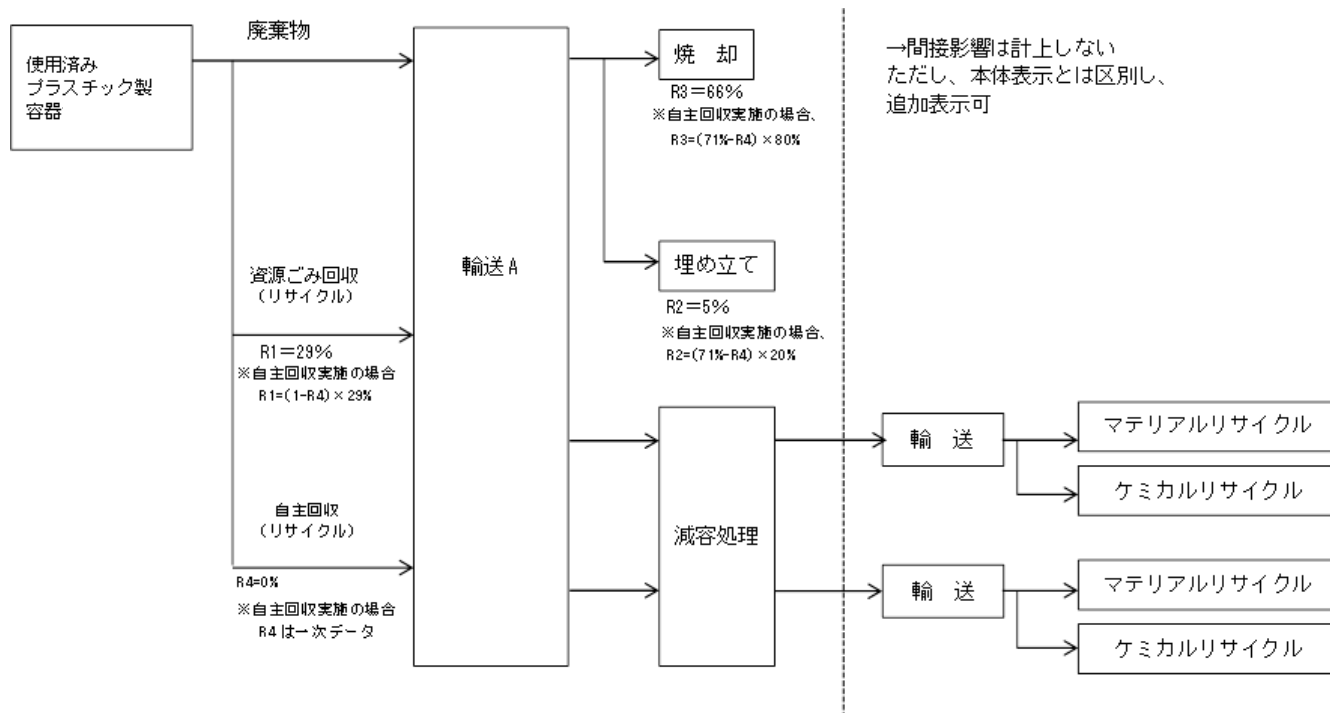 使用済み
プラスチック製
容器
廃棄物
資源ごみ回収
(リサイクル)
R1=29%
※自主回収実施の場合
R1=(1-R4)×29%
自主回収
(リサイクル)
R4=0%
※自主回収実施の場合
R4は一次データ
輸送A
焼 却
R3=66%
※自主回収実施の場合、
R3=(71%-R4)×80%
埋め立て
R2=5%
※自主回収実施の場合、
R2=(71%-R4)×20%
減容処理
→間接影響は計上しない
ただし、本体表示とは区別し、
追加表示可
輸 送
マテリアルリサイクル
ケミカルリサイクル
輸 送
マテリアルリサイクル
ケミカルリサイクル